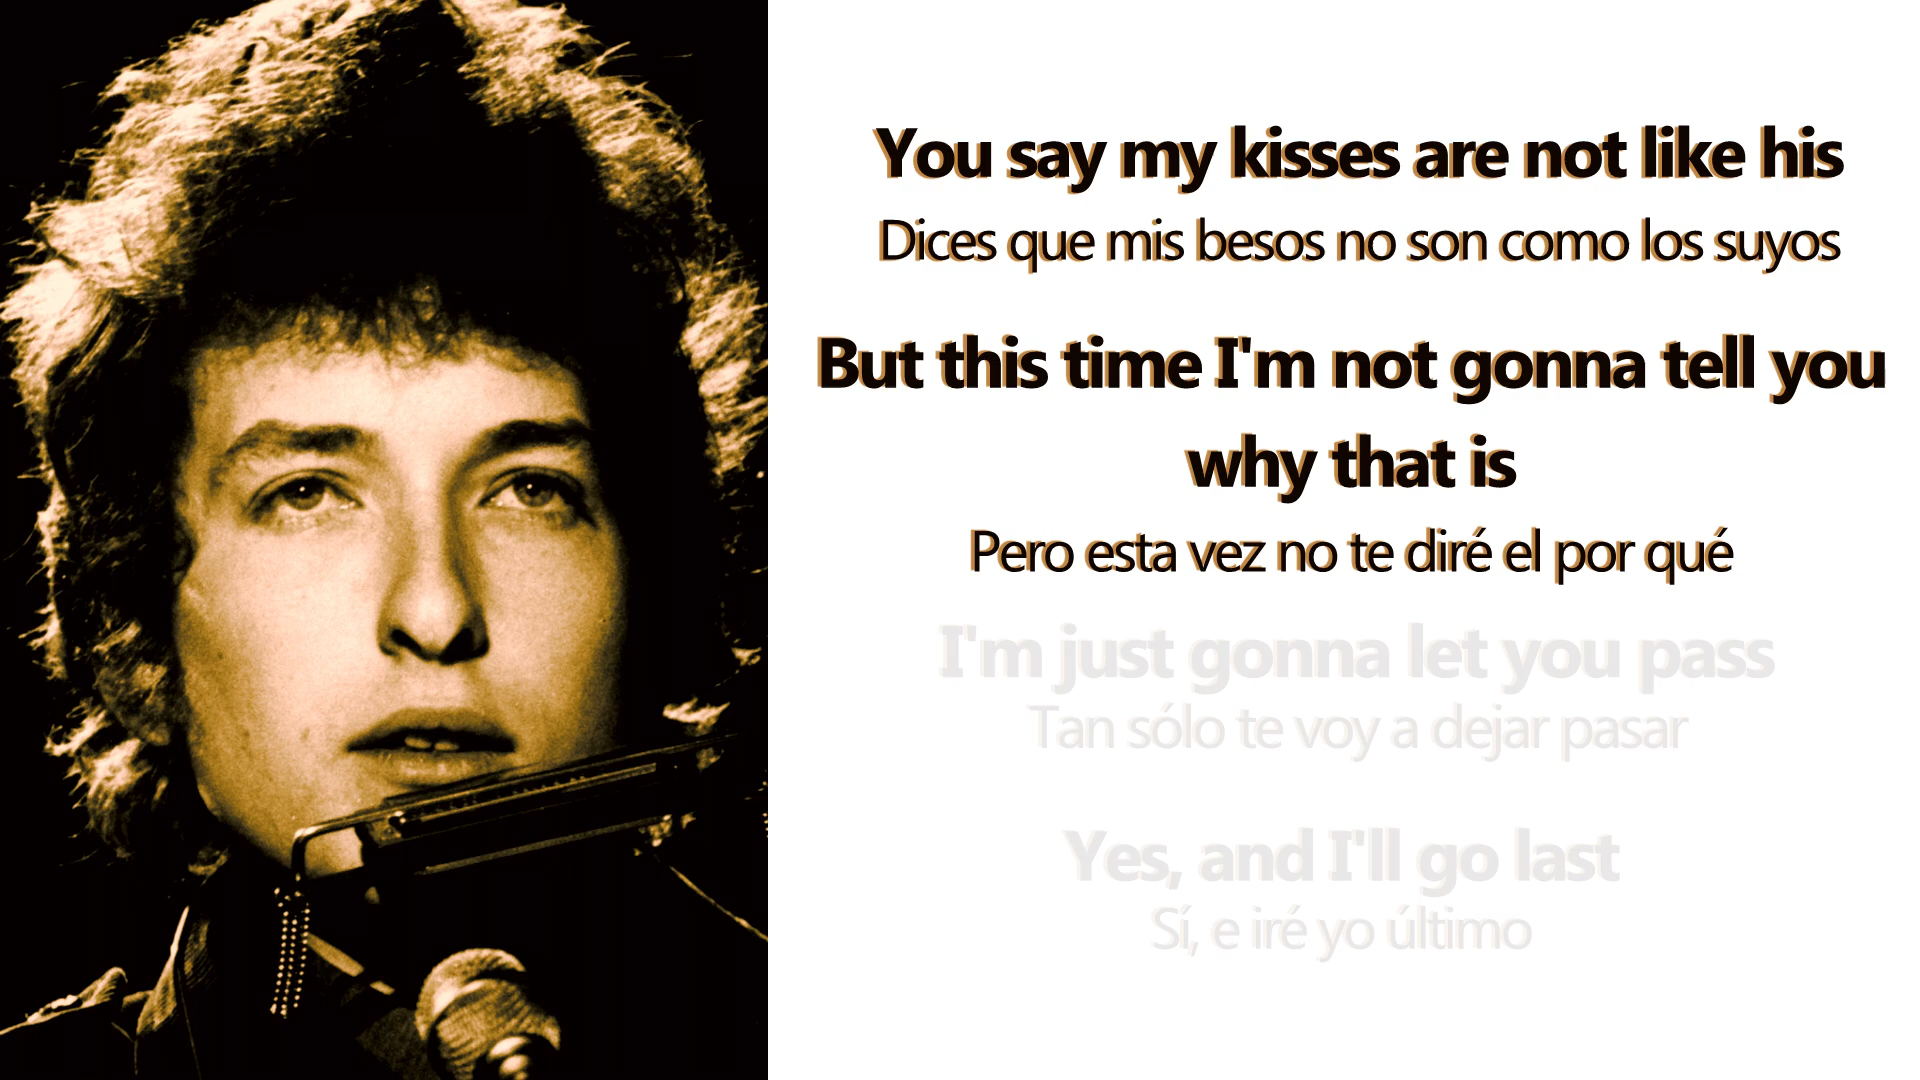 You say my kisses are not like his
Dices que mis besos no son como los suyos
But this time I'm not gonna tell you
why that is
Pero esta vez no te diré el por qué
I'm just gonna let you pass
Tan sólo te voy a dejar pasar
Yes, and I'll go last
Sí, e iré yo último